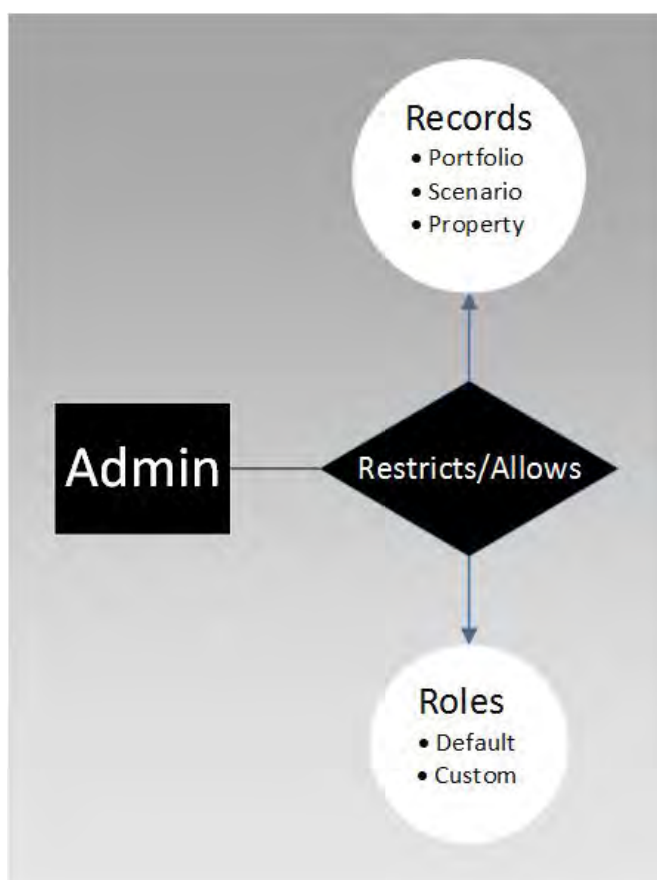 Records
• Portfolio
• Scenario
• Property
Admin
Restricts/Allows
Roles
• Default
• Custom